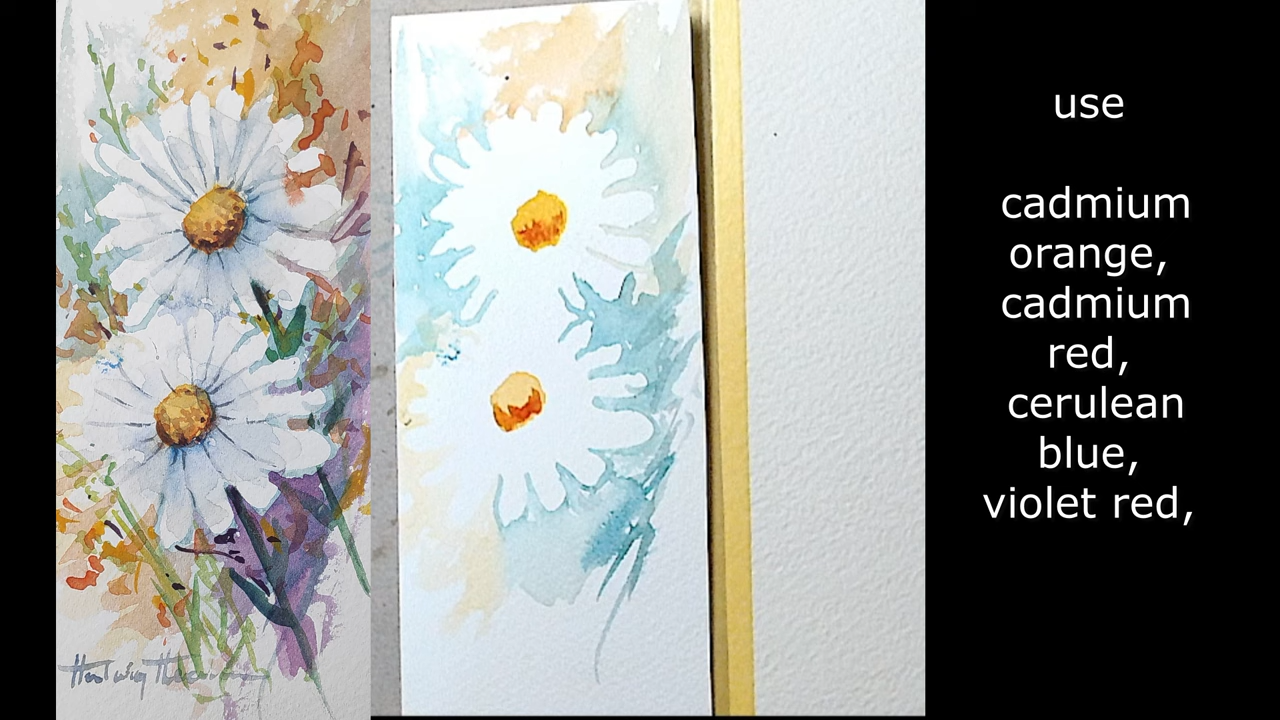 use
cadmium
orange,
cadmium
red,
cerulean
blue,
violet red,